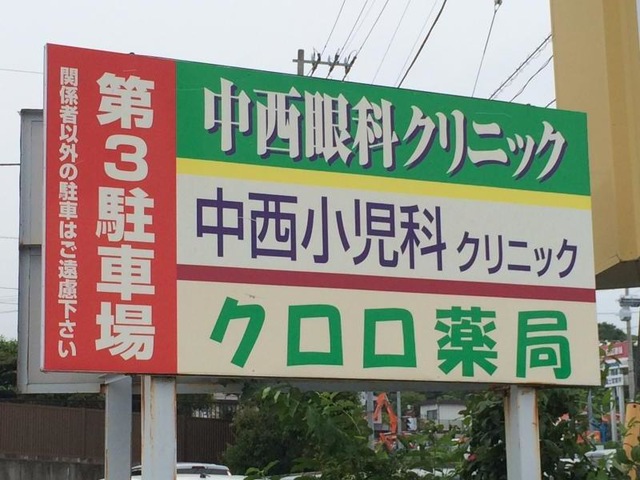 第3駐車場
関係者以外の駐車はご遠慮下さい
中西眼科クリニック
中西小児科クリニック
クロロ薬局